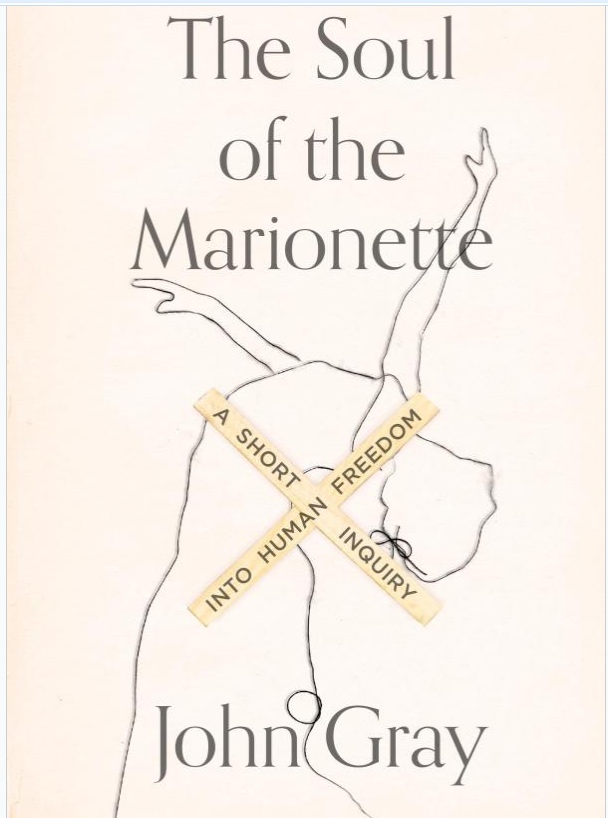 The Soul
of the
Marionette
A SHORT INQUIRY
INTO HUMAN FREEDOM
John Gray